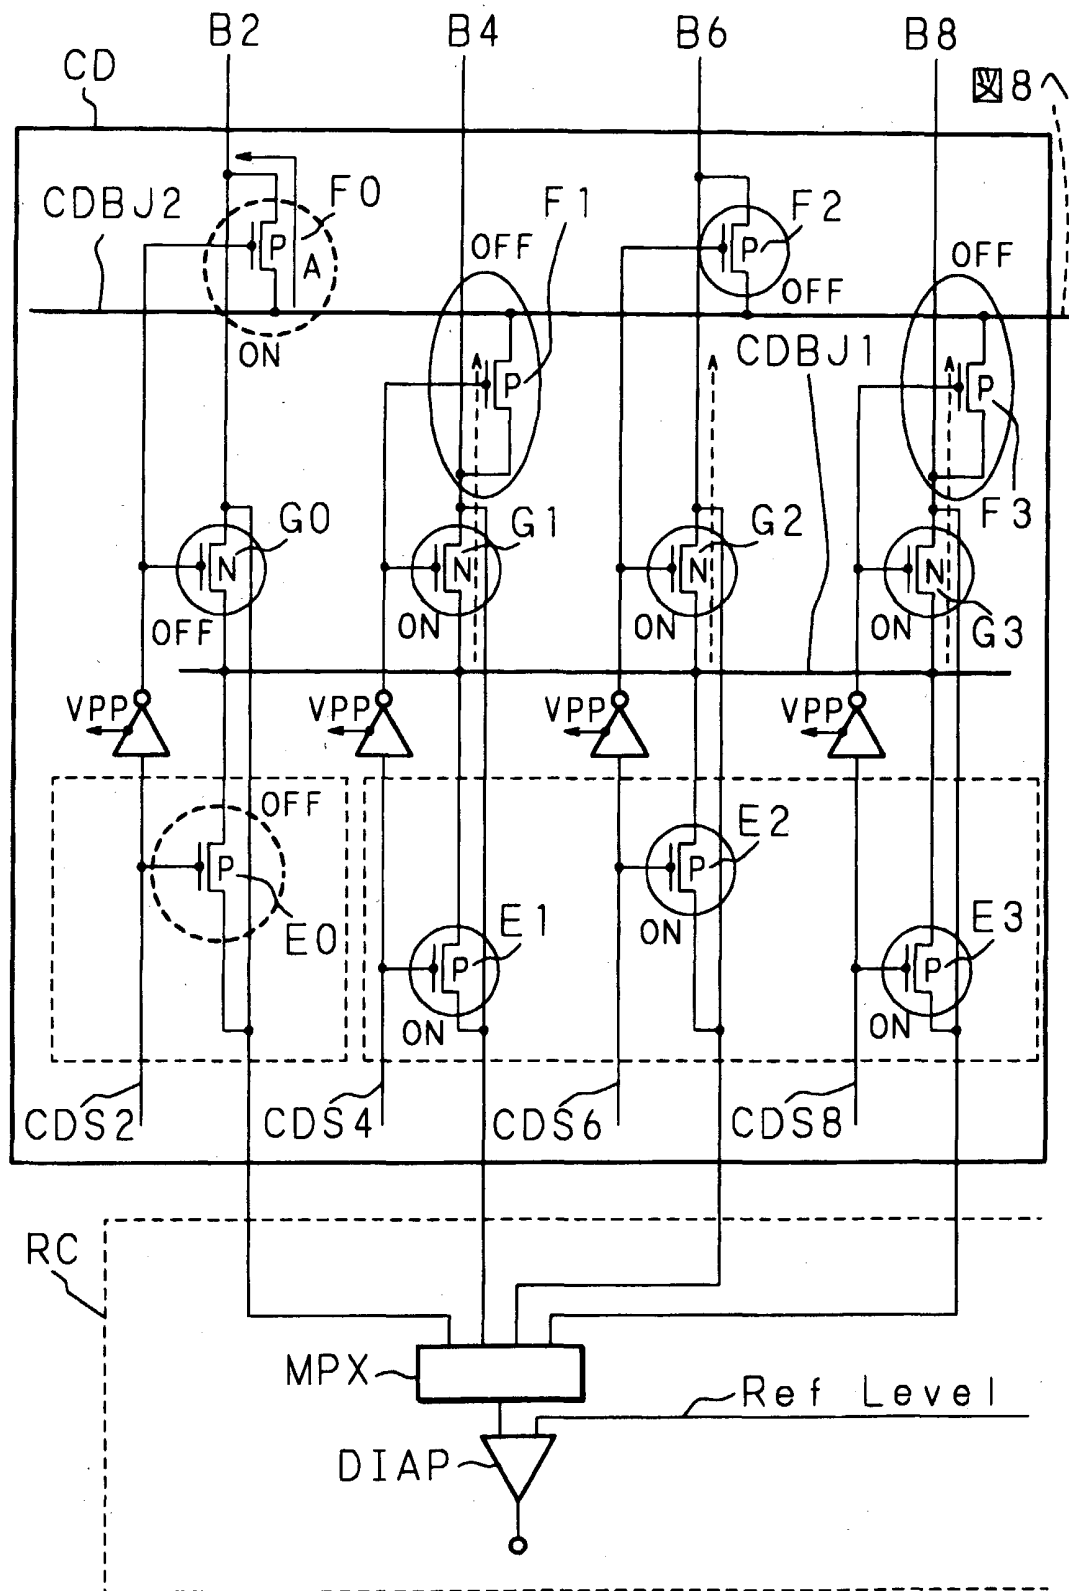 B2 B4 B6 B8
CD
図8へ
CDBJ2 F0 F1 F2
OFF OFF
P P
A OFF
ON CDBJ1
P P
F3
G0 G1 G2
N N N N
G3
OFF ON ON ON
VPP VPP VPP VPP
OFF
E2
P P
E0 E1 ON E3
P P
ON ON
CDS2 CDS4 CDS6 CDS8
RC
MPX
Ref Level
DIAP